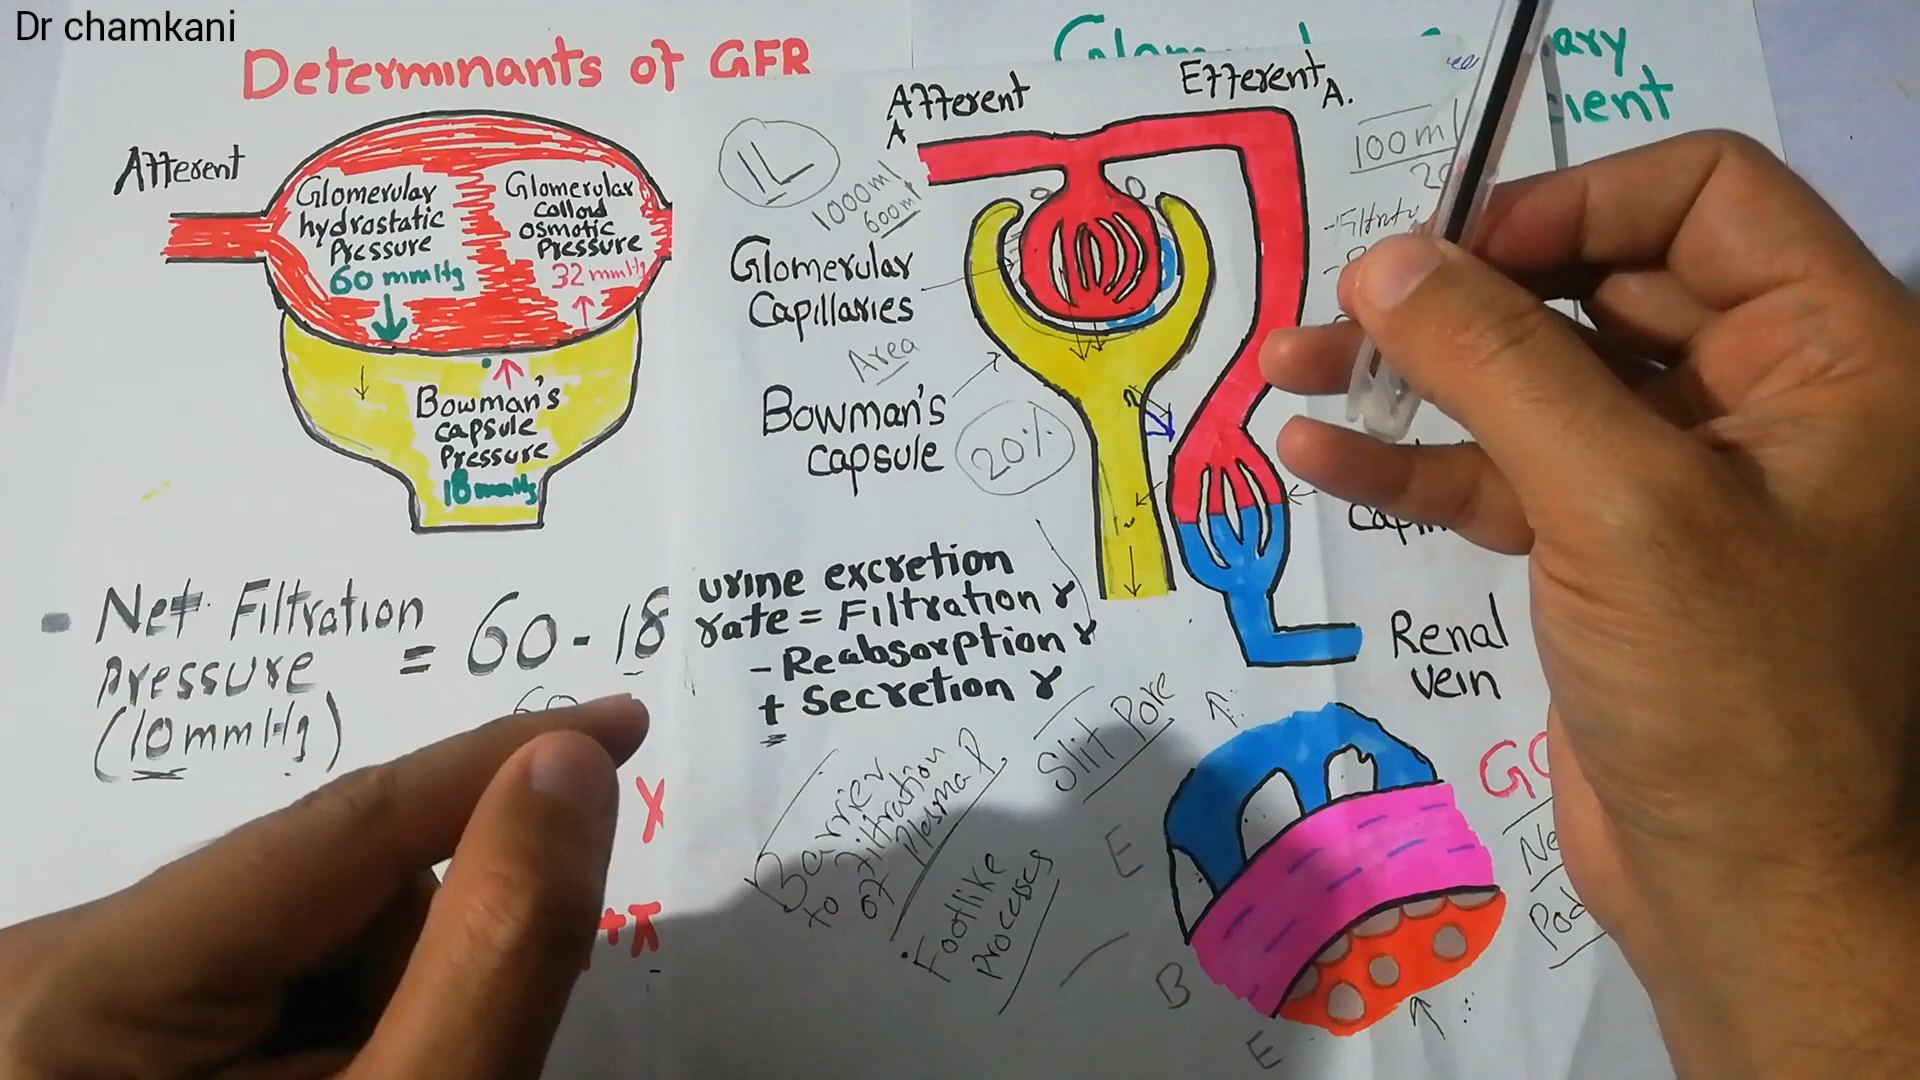 Dr chamkani
Determinants of GFR
Afferent
Glomerular
hydrostatic
Pressure
60 mmHg
Glomerular
colloid
osmotic
Pressure
32 mmHg
Bowman's
capsule
Pressure
18 mmHg
- Net Filtration
Pressure
(10 mmHg)
= 60 - 18
60
X
+π
Afferent
A
Efferent
A.
1L
1000ml
600ml
100ml
Glomerular
Capillaries
Area
Bowman's
capsule
20%
urine excretion
rate = Filtration r
- Reabsorption r
+ Secretion r
Renal
vein
Barrier
to Filtration
of Plasma P.
Slit Pore
Footlike
Processes
E
B
E
ary
cient